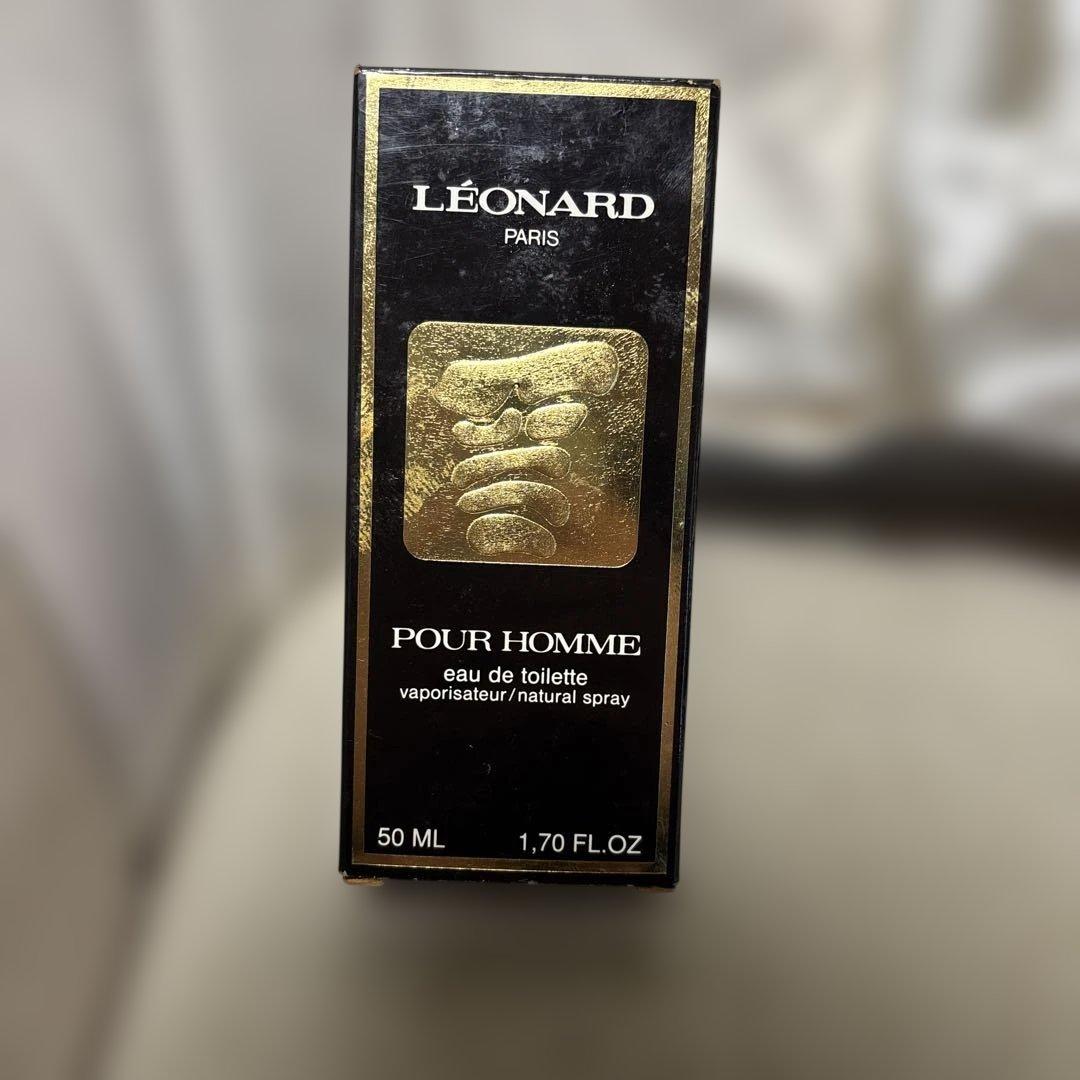 LÉONARD
PARIS
POUR HOMME
eau de toilette
vaporisateur/natural spray
50 ML 1,70 FL.OZ